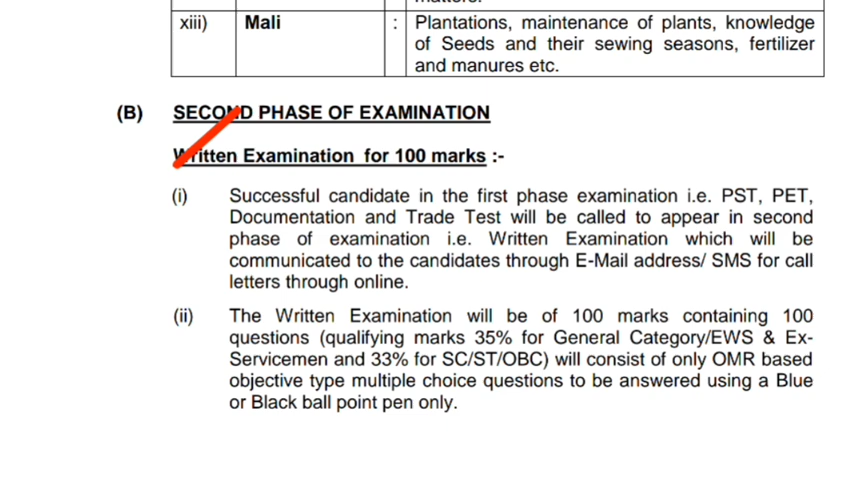 xiii) Mali : Plantations, maintenance of plants, knowledge
of Seeds and their sewing seasons, fertilizer
and manures etc.
(B) SECOND PHASE OF EXAMINATION
Written Examination for 100 marks :-
(i) Successful candidate in the first phase examination i.e. PST, PET,
Documentation and Trade Test will be called to appear in second
phase of examination i.e. Written Examination which will be
communicated to the candidates through E-Mail address/ SMS for call
letters through online.
(ii) The Written Examination will be of 100 marks containing 100
questions (qualifying marks 35% for General Category/EWS & Ex-
Servicemen and 33% for SC/ST/OBC) will consist of only OMR based
objective type multiple choice questions to be answered using a Blue
or Black ball point pen only.